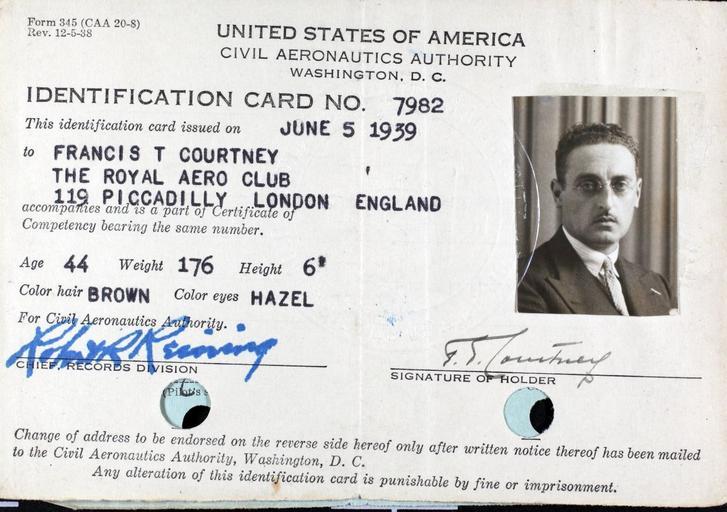 Form 345 (CAA 20-8)
Rev. 12-5-38
UNITED STATES OF AMERICA
CIVIL AERONAUTICS AUTHORITY
WASHINGTON, D. C.
IDENTIFICATION CARD NO. 7982
This identification card issued on JUNE 5 1939
to FRANCIS T COURTNEY
THE ROYAL AERO CLUB
119 PICCADILLY LONDON ENGLAND
accompanies and is a part of Certificate of
Competency bearing the same number.
Age 44 Weight 176 Height 6'
Color hair BROWN Color eyes HAZEL
For Civil Aeronautics Authority.
Robert R Reining
CHIEF, RECORDS DIVISION
F. T. Courtney
SIGNATURE OF HOLDER
(Pilot's
Change of address to be endorsed on the reverse side hereof only after written notice thereof has been mailed
to the Civil Aeronautics Authority, Washington, D. C.
Any alteration of this identification card is punishable by fine or imprisonment.